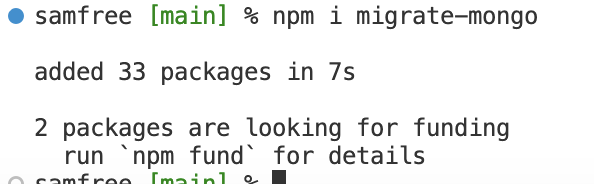 samfree [main] % npm i migrate-mongo
added 33 packages in 7s
2 packages are looking for funding
run `npm fund` for details
samfree [main] %